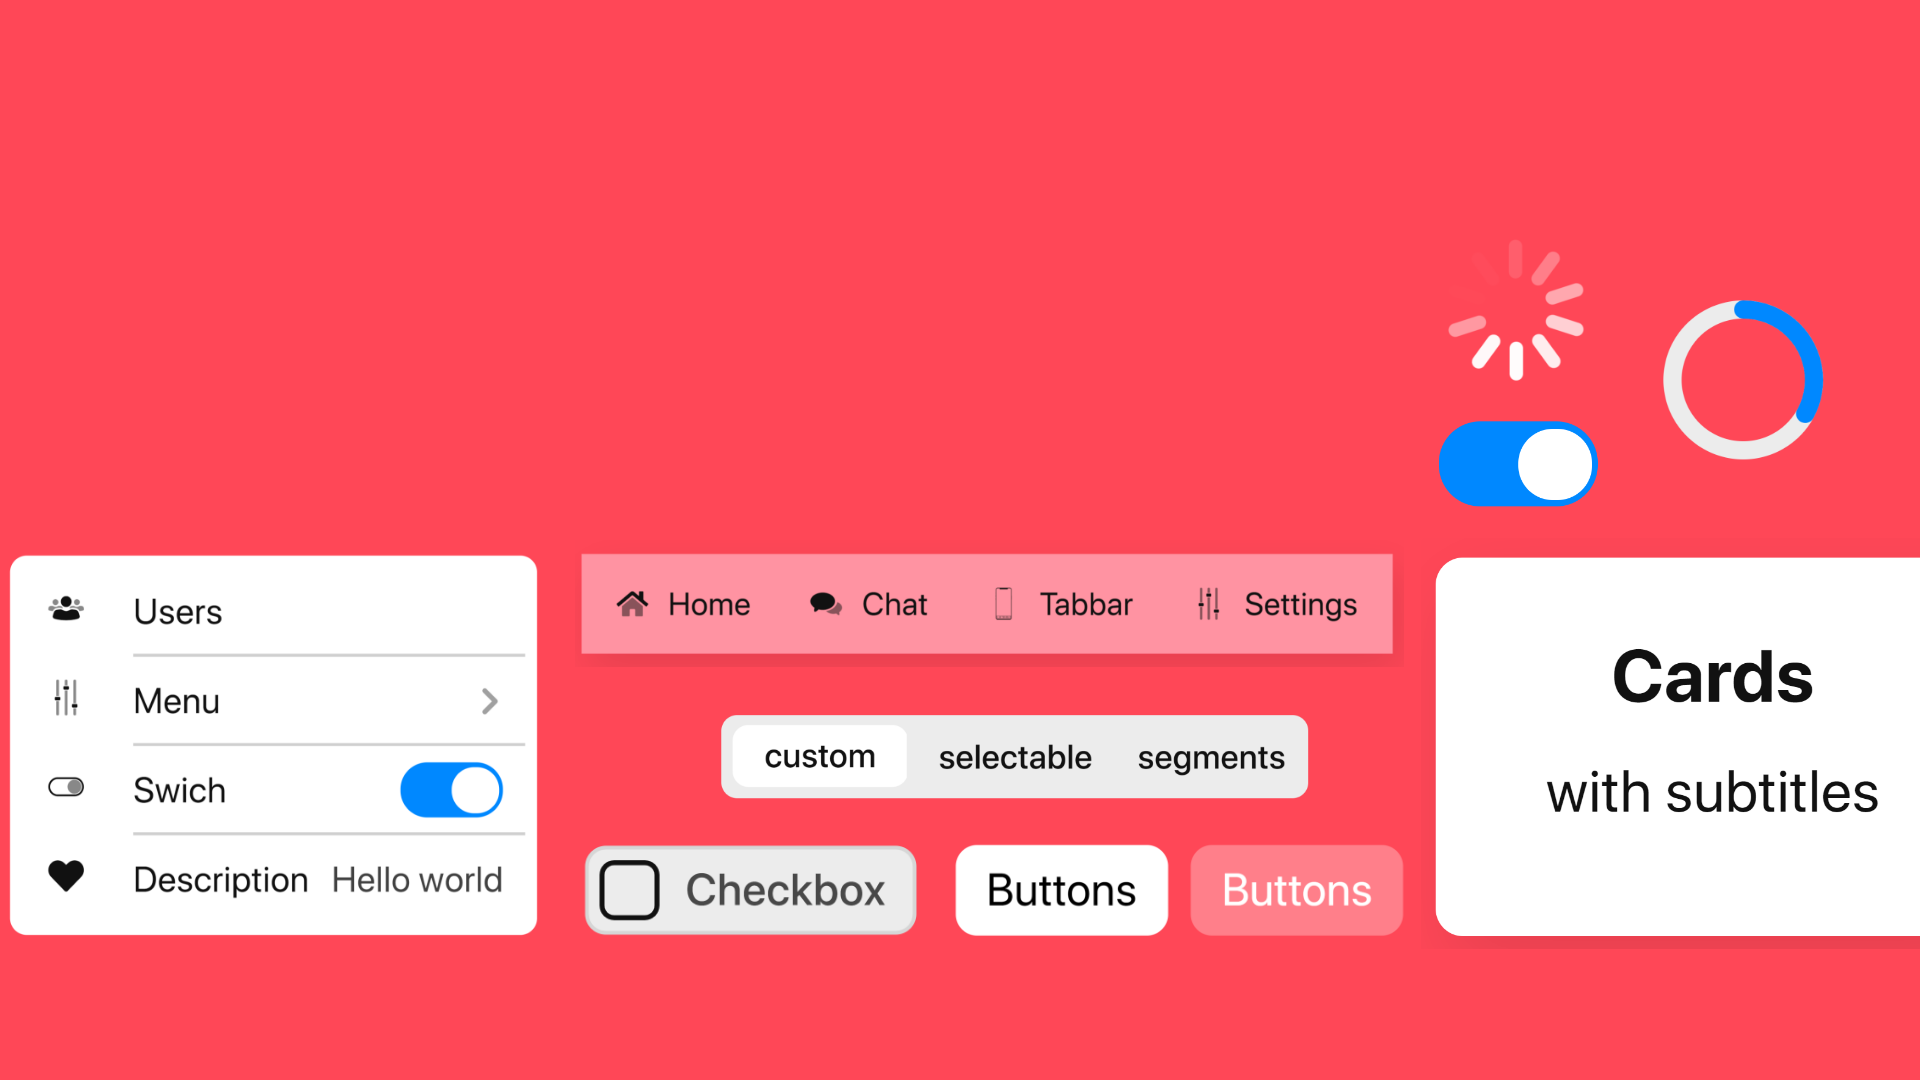 Users
Menu
Swich
Description Hello world
Home Chat Tabbar Settings
custom selectable segments
Checkbox
Buttons
Buttons
Cards
with subtitles